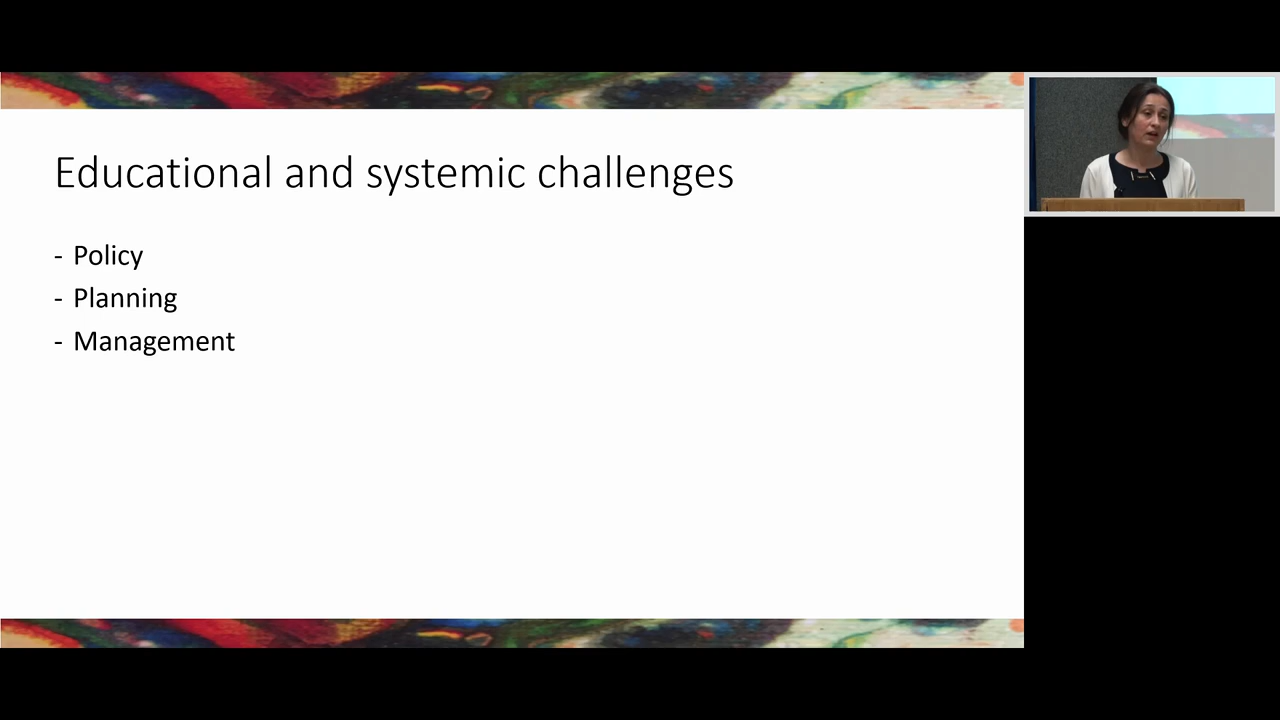 Educational and systemic challenges
- Policy
- Planning
- Management